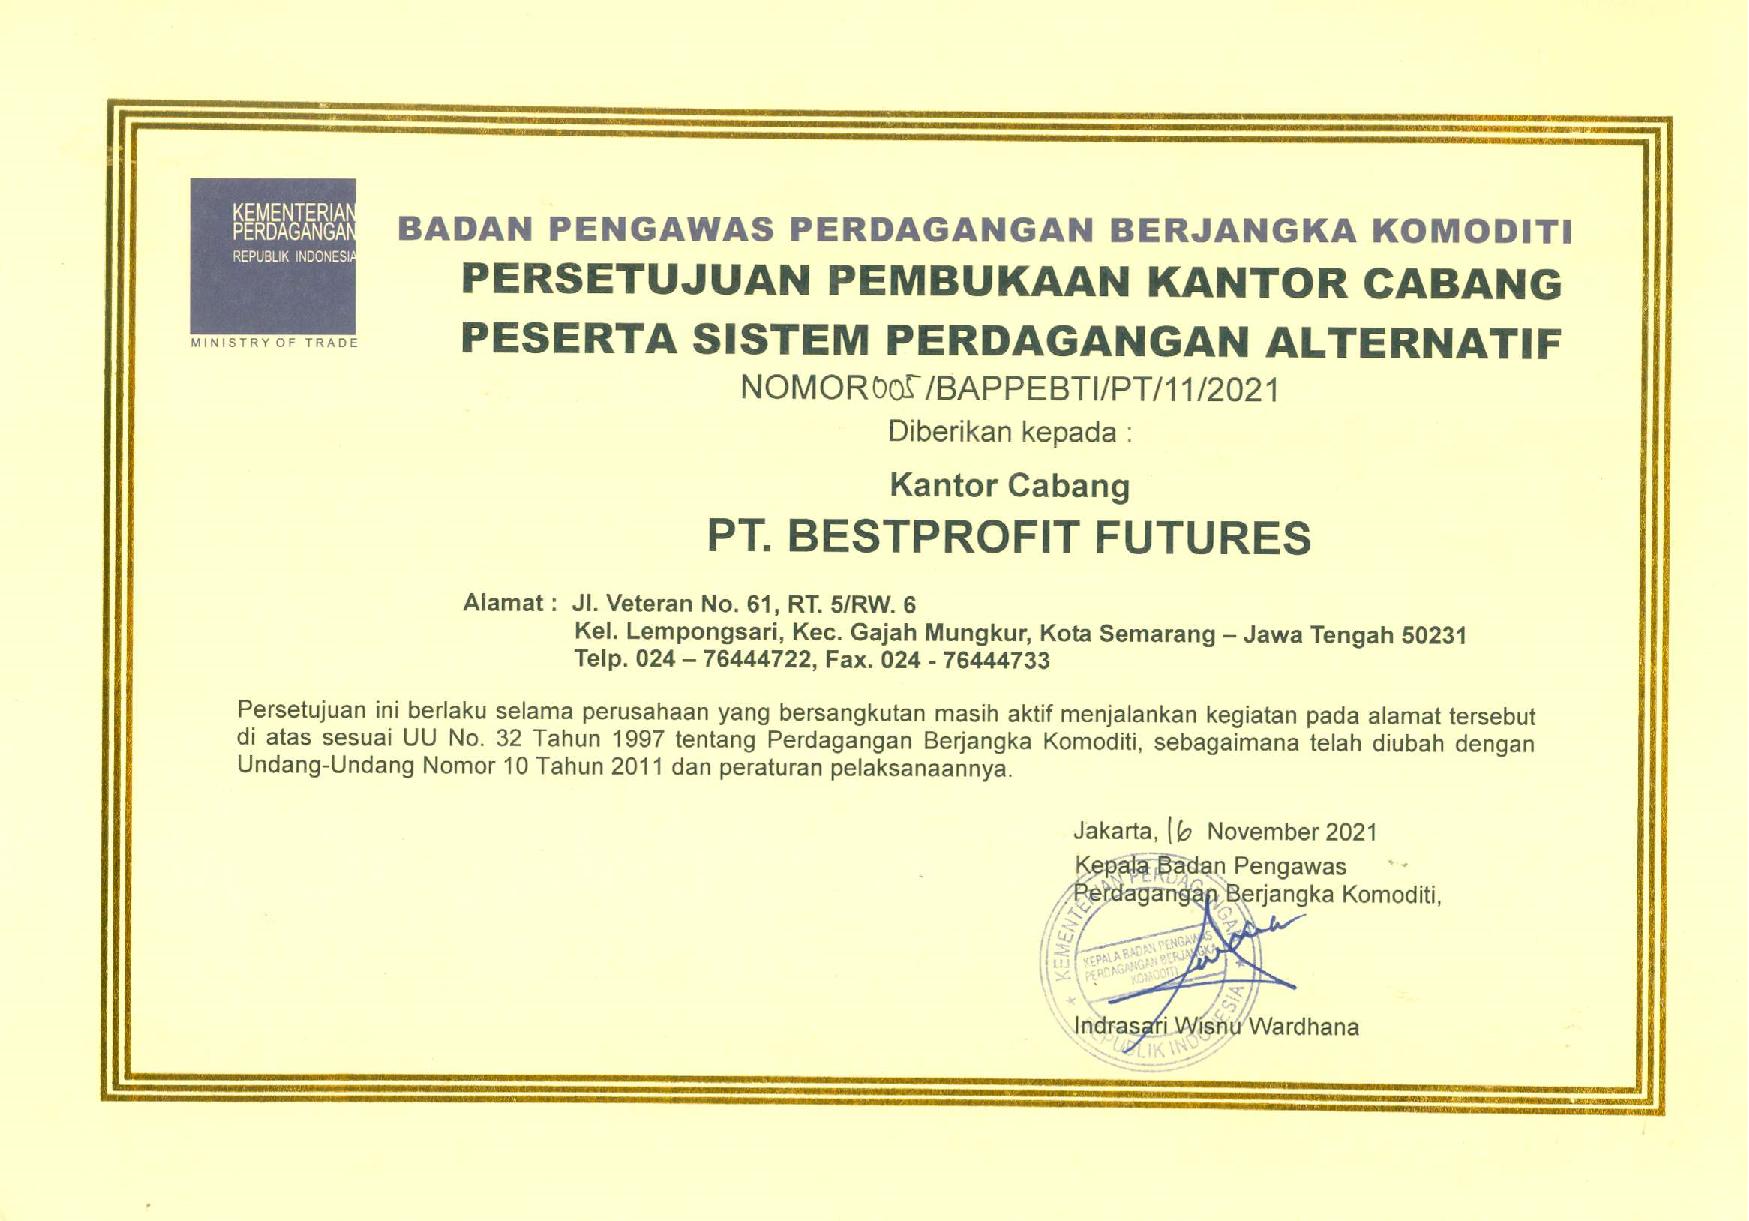 KEMENTERIAN
PERDAGANGAN
REPUBLIK INDONESIA
MINISTRY OF TRADE
BADAN PENGAWAS PERDAGANGAN BERJANGKA KOMODITI
PERSETUJUAN PEMBUKAAN KANTOR CABANG
PESERTA SISTEM PERDAGANGAN ALTERNATIF
NOMOR 005/BAPPEBTI/PT/11/2021
Diberikan kepada :
Kantor Cabang
PT. BESTPROFIT FUTURES
Alamat : Jl. Veteran No. 61, RT. 5/RW. 6
Kel. Lempongsari, Kec. Gajah Mungkur, Kota Semarang – Jawa Tengah 50231
Telp. 024 – 76444722, Fax. 024 - 76444733
Persetujuan ini berlaku selama perusahaan yang bersangkutan masih aktif menjalankan kegiatan pada alamat tersebut
di atas sesuai UU No. 32 Tahun 1997 tentang Perdagangan Berjangka Komoditi, sebagaimana telah diubah dengan
Undang-Undang Nomor 10 Tahun 2011 dan peraturan pelaksanaannya.
Jakarta, 16 November 2021
Kepala Badan Pengawas
Perdagangan Berjangka Komoditi,
KEMENTERIAN PERDAGANGAN
KEPALA BADAN PENGAWAS
PERDAGANGAN BERJANGKA
KOMODITI
REPUBLIK INDONESIA
Indrasari Wisnu Wardhana